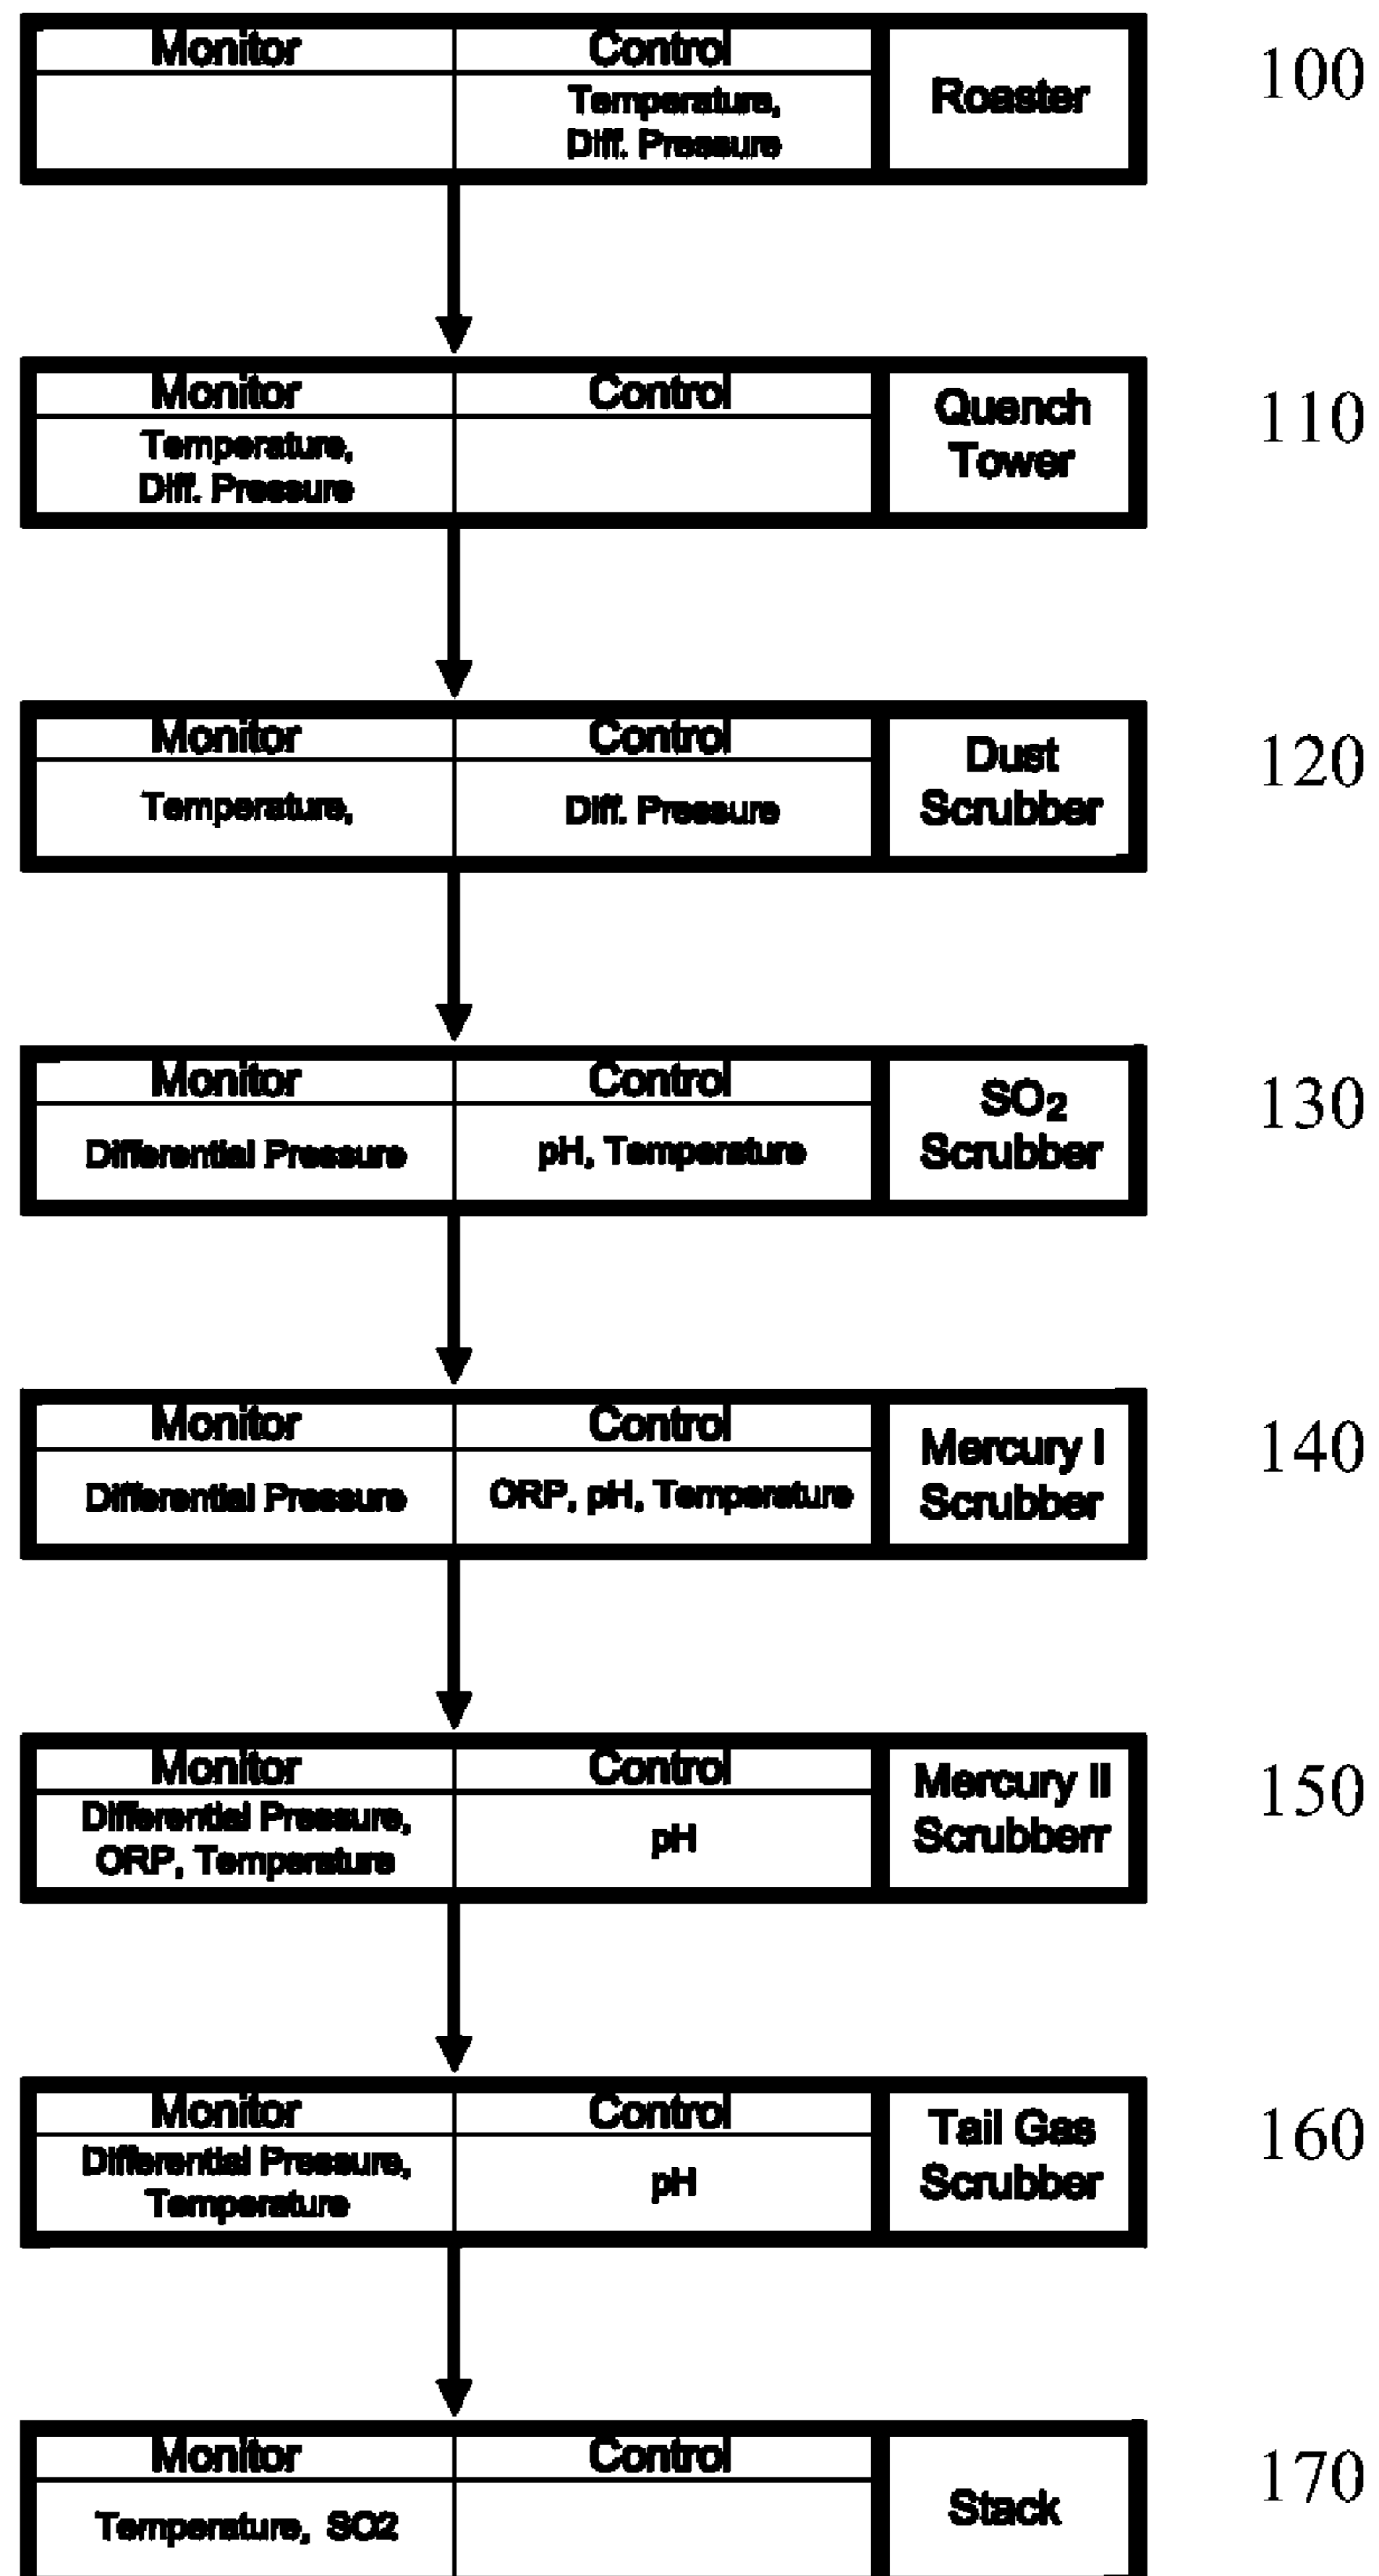 Monitor Control
Roaster
100
Temperature,
Diff. Pressure
Monitor Control
Quench
Tower
110
Temperature,
Diff. Pressure
Monitor Control
Dust
Scrubber
120
Temperature, Diff. Pressure
Monitor Control
SO2
Scrubber
130
Differential Pressure pH, Temperature
Monitor Control
Mercury I
Scrubber
140
Differential Pressure ORP, pH, Temperature
Monitor Control
Mercury II
Scrubberr
150
Differential Pressure,
ORP, Temperature
pH
Monitor Control
Tail Gas
Scrubber
160
Differential Pressure,
Temperature
pH
Monitor Control
Stack
170
Temperature, SO2